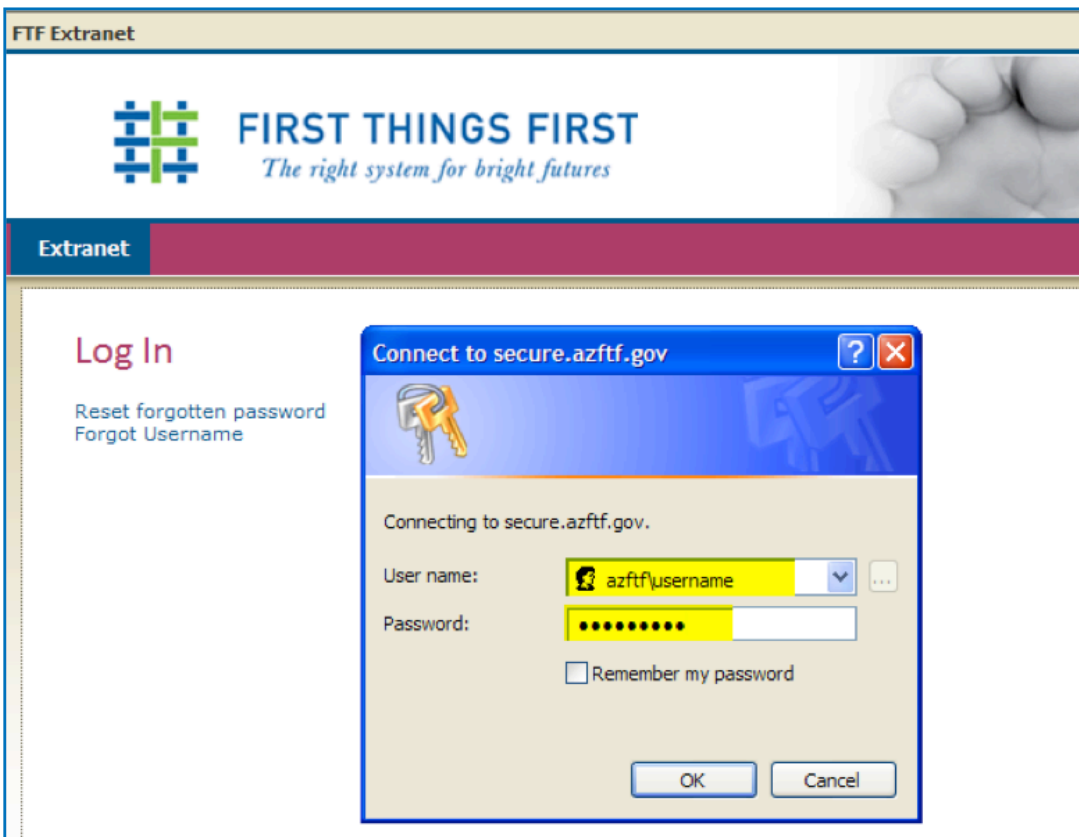 FTF Extranet
FIRST THINGS FIRST
The right system for bright futures
Extranet
Log In
Reset forgotten password
Forgot Username
Connect to secure.azftf.gov
?
Connecting to secure.azftf.gov.
User name:
azftf\username
...
Password:
•••••••••
Remember my password
OK
Cancel